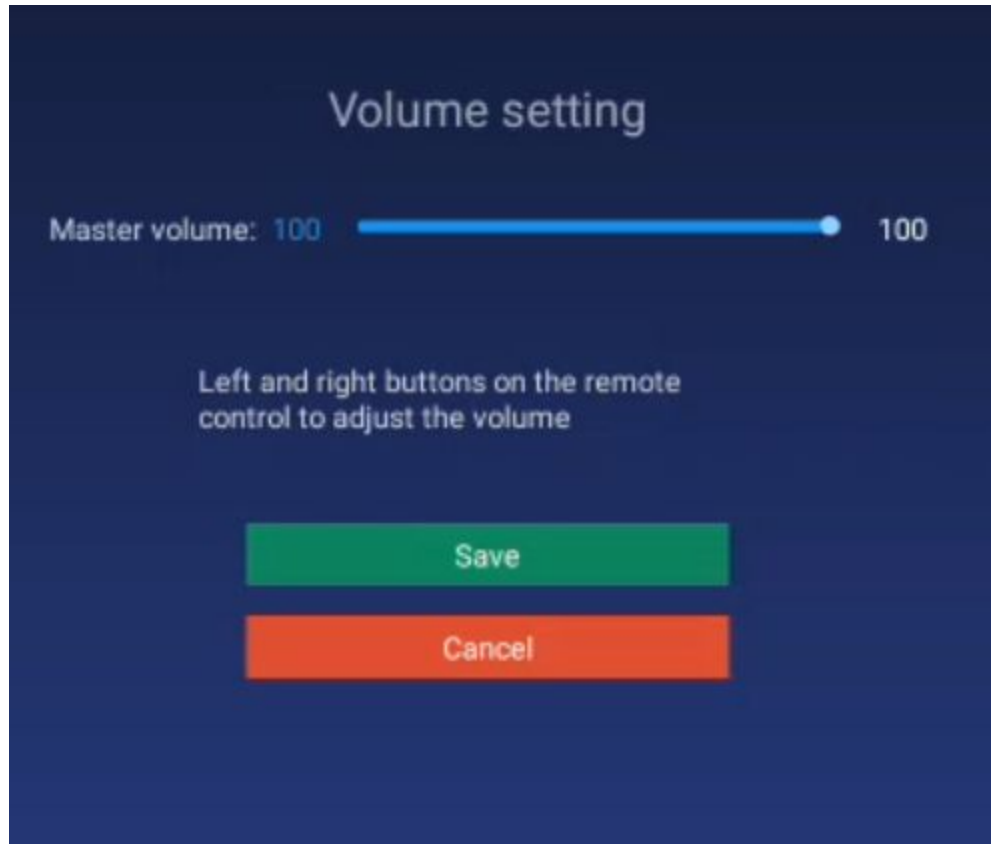 Volume setting
Master volume: 100 100
Left and right buttons on the remote
control to adjust the volume
Save
Cancel